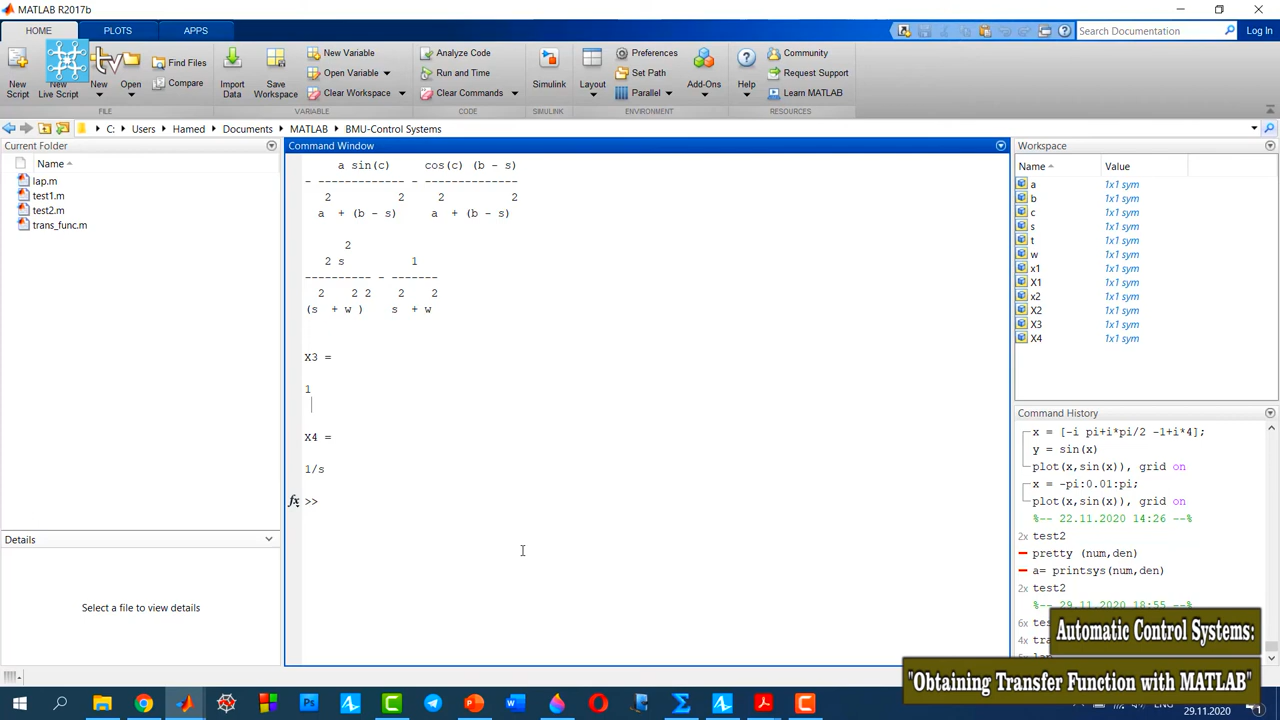 MATLAB R2017b
HOME PLOTS APPS
Search Documentation
Log In
New Script
New Live Script
New
Open
Find Files
Compare
Import Data
Save Workspace
New Variable
Open Variable
Clear Workspace
Analyze Code
Run and Time
Clear Commands
Simulink
Layout
Preferences
Set Path
Parallel
Add-Ons
Help
Community
Request Support
Learn MATLAB
FILE VARIABLE CODE SIMULINK ENVIRONMENT RESOURCES
C: Users Hamed Documents MATLAB BMU-Control Systems
Current Folder
Name
lap.m
test1.m
test2.m
trans_func.m
Details
Select a file to view details
Command Window
a sin(c) cos(c) (b - s)
- ------------- - --------------
2 2 2 2
a + (b - s) a + (b - s)
2
2 s 1
---------- - -------
2 2 2 2 2
(s + w ) s + w
X3 =
1
X4 =
1/s
fx >>
Workspace
Name Value
a 1x1 sym
b 1x1 sym
c 1x1 sym
s 1x1 sym
t 1x1 sym
w 1x1 sym
x1 1x1 sym
X1 1x1 sym
x2 1x1 sym
X2 1x1 sym
X3 1x1 sym
X4 1x1 sym
Command History
x = [-i pi+i*pi/2 -1+i*4];
y = sin(x)
plot(x,sin(x)), grid on
x = -pi:0.01:pi;
plot(x,sin(x)), grid on
%-- 22.11.2020 14:26 --%
2x test2
pretty (num,den)
a= printsys(num,den)
2x test2
%-- 29.11.2020 18:55 --%
6x
4x
Automatic Control Systems:
"Obtaining Transfer Function with MATLAB"
29.11.2020